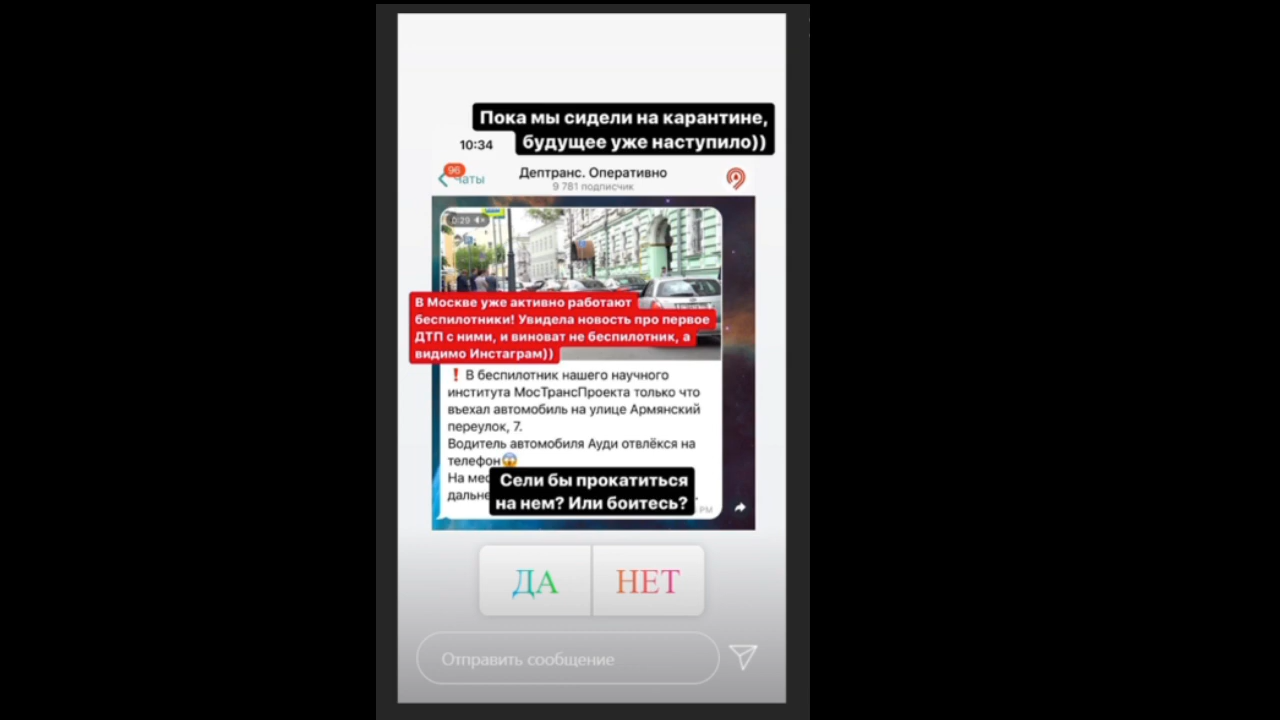 Пока мы сидели на карантине,
будущее уже наступило))
10:34
96
Чаты
Дептранс. Оперативно
9 781 подписчик
0:29
В Москве уже активно работают
беспилотники! Увидела новость про первое
ДТП с ними, и виноват не беспилотник, а
видимо Инстаграм))
❗ В беспилотник нашего научного
института МосТрансПроекта только что
въехал автомобиль на улице Армянский
переулок, 7.
Водитель автомобиля Ауди отвлёкся на
телефон😱
На мес
дальне
Сели бы прокатиться
на нем? Или боитесь?
PM
ДА
НЕТ
Отправить сообщение